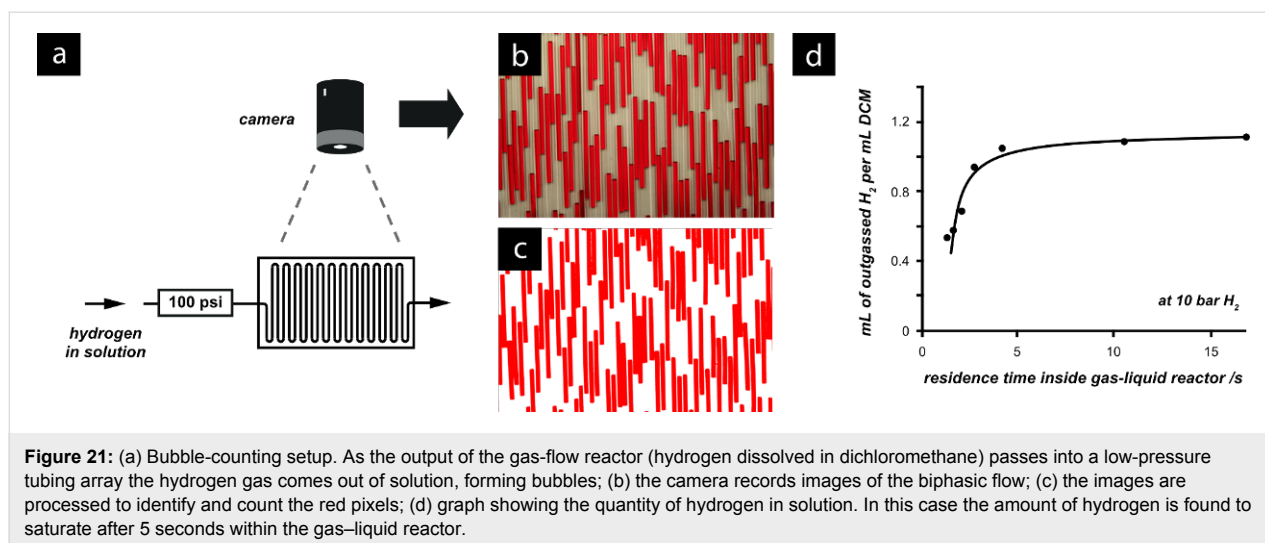 a
camera
100 psi
hydrogen
in solution
b
c
d
mL of outgassed H₂ per mL DCM
1.2
0.8
0.4
0
0
5
10
15
at 10 bar H₂
residence time inside gas-liquid reactor /s
Figure 21: (a) Bubble-counting setup. As the output of the gas-flow reactor (hydrogen dissolved in dichloromethane) passes into a low-pressure
tubing array the hydrogen gas comes out of solution, forming bubbles; (b) the camera records images of the biphasic flow; (c) the images are
processed to identify and count the red pixels; (d) graph showing the quantity of hydrogen in solution. In this case the amount of hydrogen is found to
saturate after 5 seconds within the gas–liquid reactor.